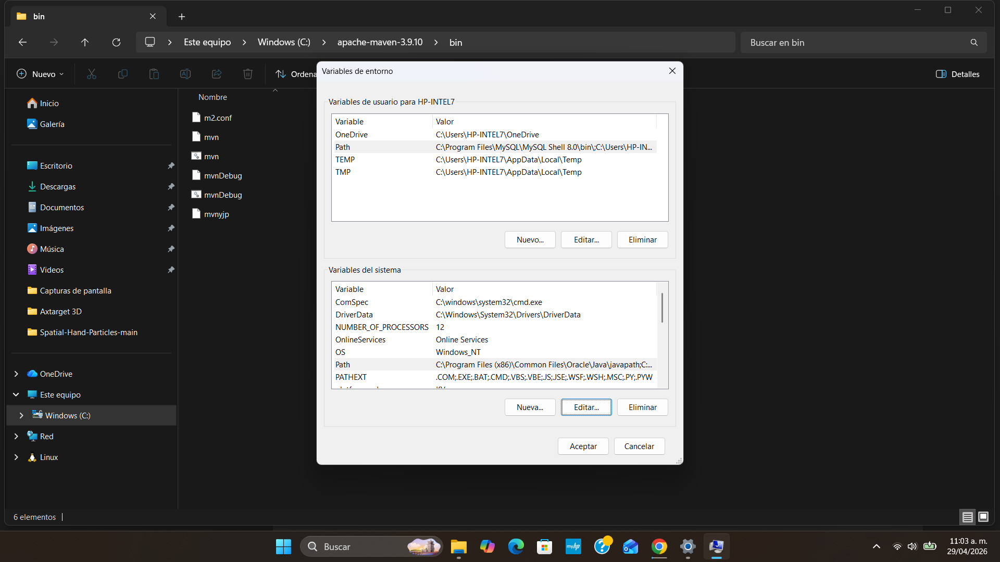 bin
Este equipo
Windows (C:)
apache-maven-3.9.10
bin
Buscar en bin
Nuevo
Ordena
Detalles
Inicio
Galería
Escritorio
Descargas
Documentos
Imágenes
Música
Videos
Capturas de pantalla
Axtarget 3D
Spatial-Hand-Particles-main
OneDrive
Este equipo
Windows (C:)
Red
Linux
Nombre
m2.conf
mvn
mvn
mvnDebug
mvnDebug
mvnyjp
Variables de entorno
Variables de usuario para HP-INTEL7
Variable Valor
OneDrive C:\Users\HP-INTEL7\OneDrive
Path C:\Program Files\MySQL\MySQL Shell 8.0\bin\;C:\Users\HP-IN...
TEMP C:\Users\HP-INTEL7\AppData\Local\Temp
TMP C:\Users\HP-INTEL7\AppData\Local\Temp
Nuevo... Editar... Eliminar
Variables del sistema
Variable Valor
ComSpec C:\windows\system32\cmd.exe
DriverData C:\Windows\System32\Drivers\DriverData
NUMBER_OF_PROCESSORS 12
OnlineServices Online Services
OS Windows_NT
Path C:\Program Files (x86)\Common Files\Oracle\Java\javapath;C:...
PATHEXT .COM;.EXE;.BAT;.CMD;.VBS;.VBE;.JS;.JSE;.WSF;.WSH;.MSC;.PY;.PYW
Nueva... Editar... Eliminar
Aceptar Cancelar
6 elementos
Buscar
myhp
11:03 a. m.
29/04/2026